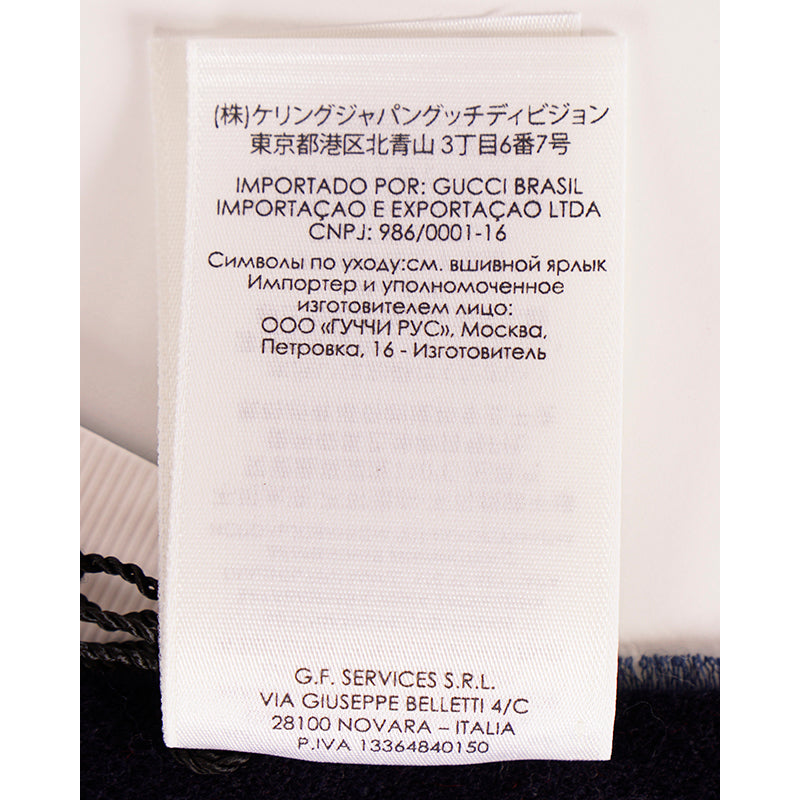 (株)ケリングジャパングッチディビジョン
東京都港区北青山 3丁目6番7号
IMPORTADO POR: GUCCI BRASIL
IMPORTAÇAO E EXPORTAÇAO LTDA
CNPJ: 986/0001-16
Символы по уходу:см. вшивной ярлык
Импортер и уполномоченное
изготовителем лицо:
ООО «ГУЧЧИ РУС», Москва,
Петровка, 16 - Изготовитель
G.F. SERVICES S.R.L.
VIA GIUSEPPE BELLETTI 4/C
28100 NOVARA – ITALIA
P.IVA 13364840150